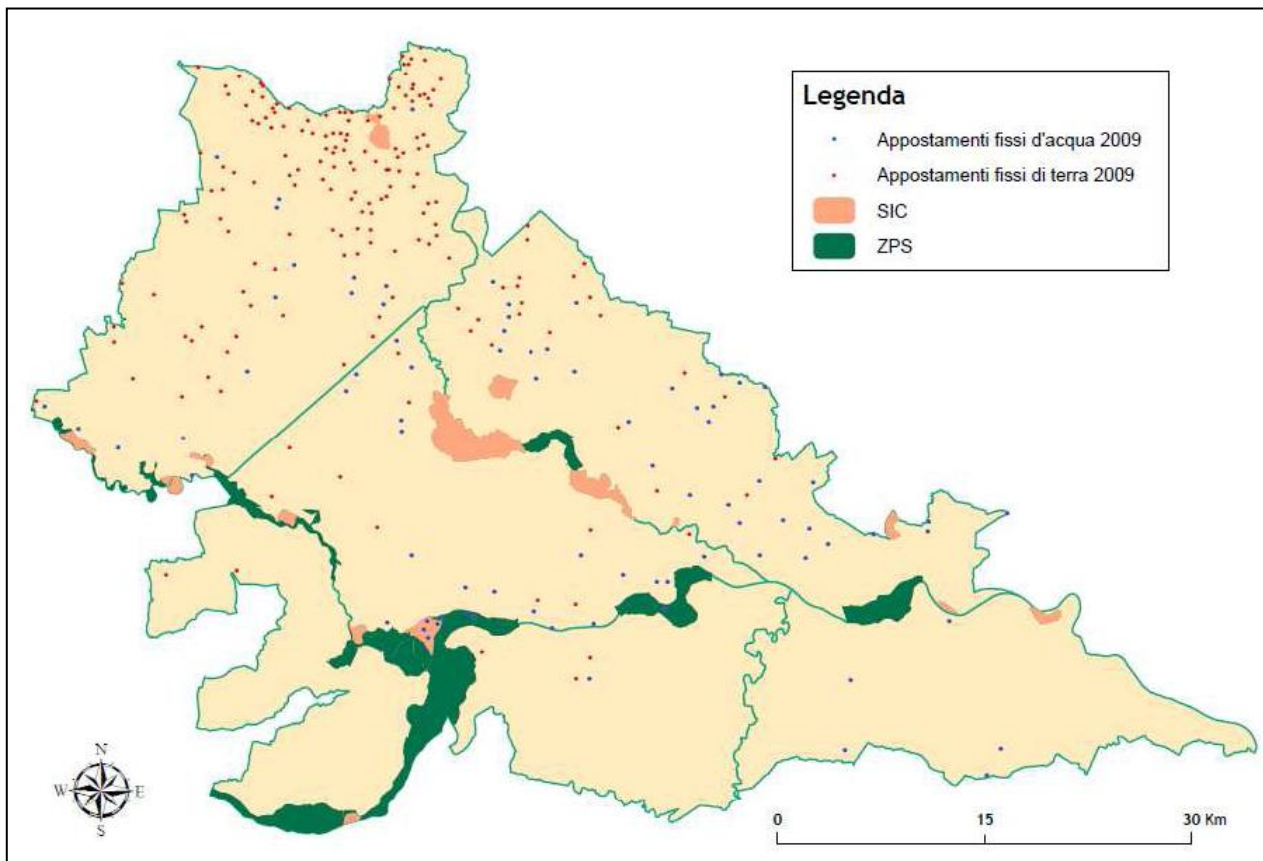 Legenda
Appostamenti fissi d'acqua 2009
Appostamenti fissi di terra 2009
SIC
ZPS
N
W E
S
0 15 30 Km